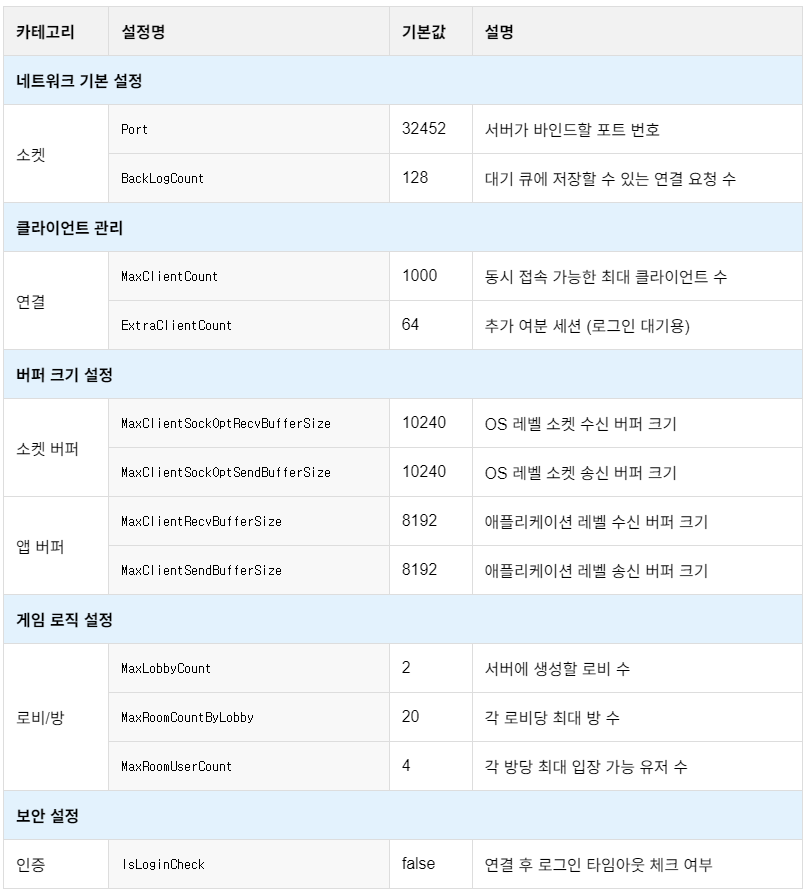 카테고리 설정명 기본값 설명
네트워크 기본 설정
소켓
Port 32452 서버가 바인드할 포트 번호
BackLogCount 128 대기 큐에 저장할 수 있는 연결 요청 수
클라이언트 관리
연결
MaxClientCount 1000 동시 접속 가능한 최대 클라이언트 수
ExtraClientCount 64 추가 여분 세션 (로그인 대기용)
버퍼 크기 설정
소켓 버퍼
MaxClientSockOptRecvBufferSize 10240 OS 레벨 소켓 수신 버퍼 크기
MaxClientSockOptSendBufferSize 10240 OS 레벨 소켓 송신 버퍼 크기
앱 버퍼
MaxClientRecvBufferSize 8192 애플리케이션 레벨 수신 버퍼 크기
MaxClientSendBufferSize 8192 애플리케이션 레벨 송신 버퍼 크기
게임 로직 설정
로비/방
MaxLobbyCount 2 서버에 생성할 로비 수
MaxRoomCountByLobby 20 각 로비당 최대 방 수
MaxRoomUserCount 4 각 방당 최대 입장 가능 유저 수
보안 설정
인증
IsLoginCheck false 연결 후 로그인 타임아웃 체크 여부